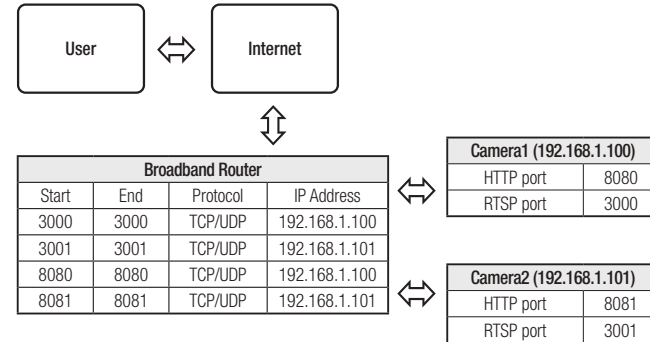 User
Internet
Broadband Router
Start End Protocol IP Address
3000 3000 TCP/UDP 192.168.1.100
3001 3001 TCP/UDP 192.168.1.101
8080 8080 TCP/UDP 192.168.1.100
8081 8081 TCP/UDP 192.168.1.101
Camera1 (192.168.1.100)
HTTP port 8080
RTSP port 3000
Camera2 (192.168.1.101)
HTTP port 8081
RTSP port 3001